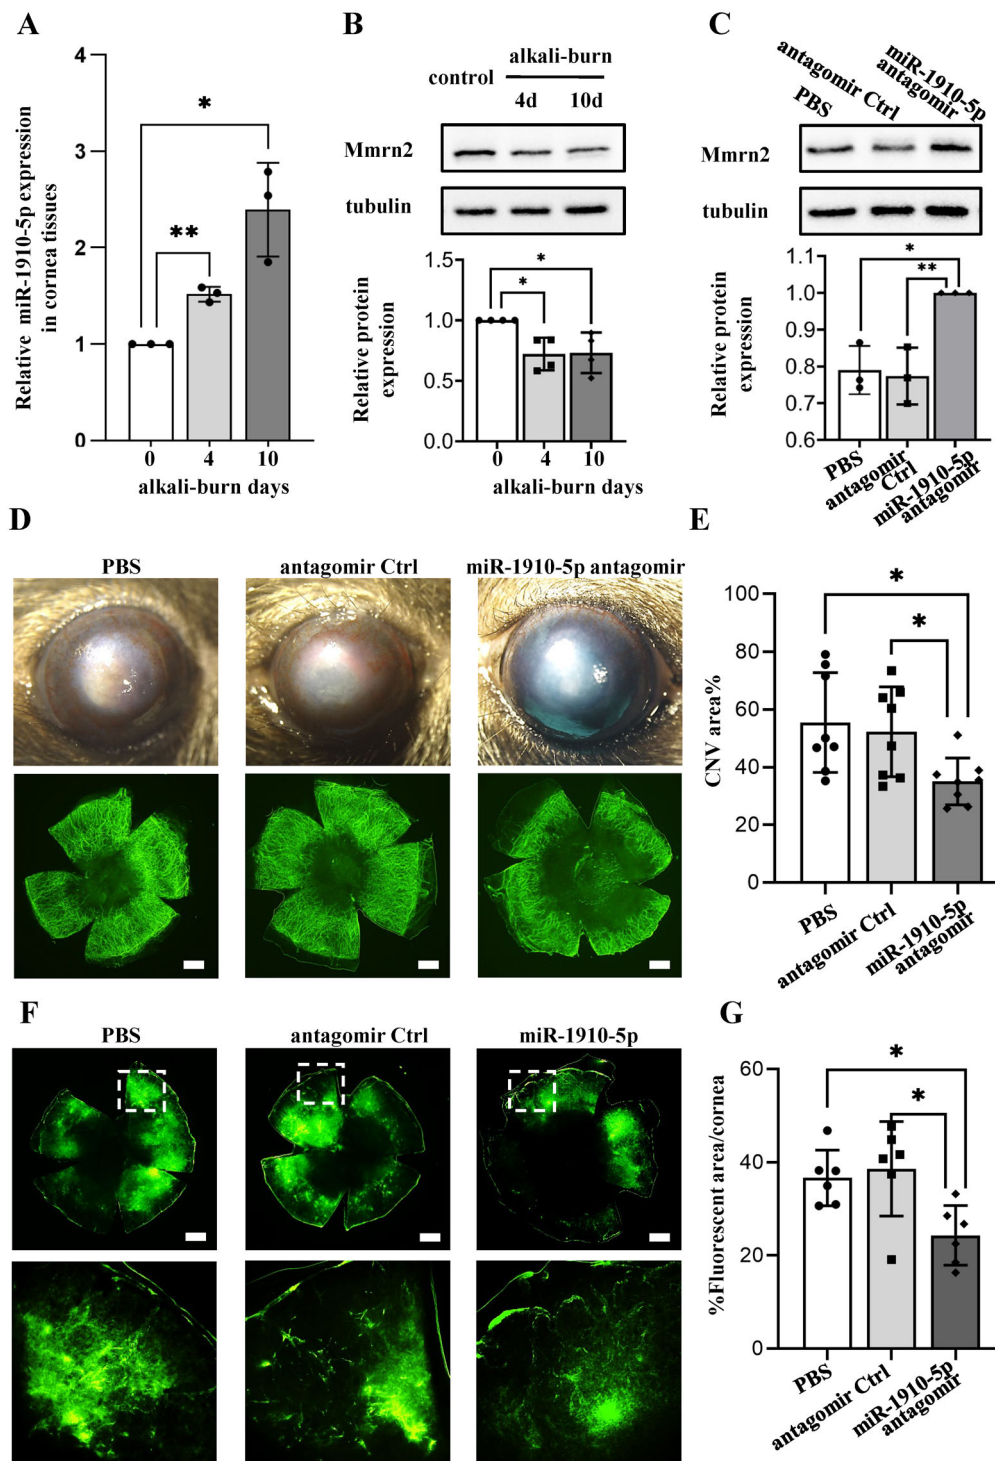 A
Relative miR-1910-5p expression
in cornea tissues
4
3
2
1
0
*
**
0 4 10
alkali-burn days
B
alkali-burn
control
4d 10d
Mmrn2
tubulin
Relative protein
expression
1.5
1.0
0.5
0.0
*
*
0 4 10
alkali-burn days
C
PBS
antagomir Ctrl
miR-1910-5p
antagomir
Mmrn2
tubulin
Relative protein
expression
1.0
0.9
0.8
0.7
0.6
*
**
PBS
antagomir
Ctrl
miR-1910-5p
antagomir
D
PBS antagomir Ctrl miR-1910-5p antagomir
E
CNV area%
100
80
60
40
20
0
*
*
PBS
antagomir Ctrl
miR-1910-5p
antagomir
F
PBS antagomir Ctrl miR-1910-5p
G
%Fluorescent area/cornea
60
40
20
0
*
*
PBS
antagomir Ctrl
miR-1910-5p
antagomir